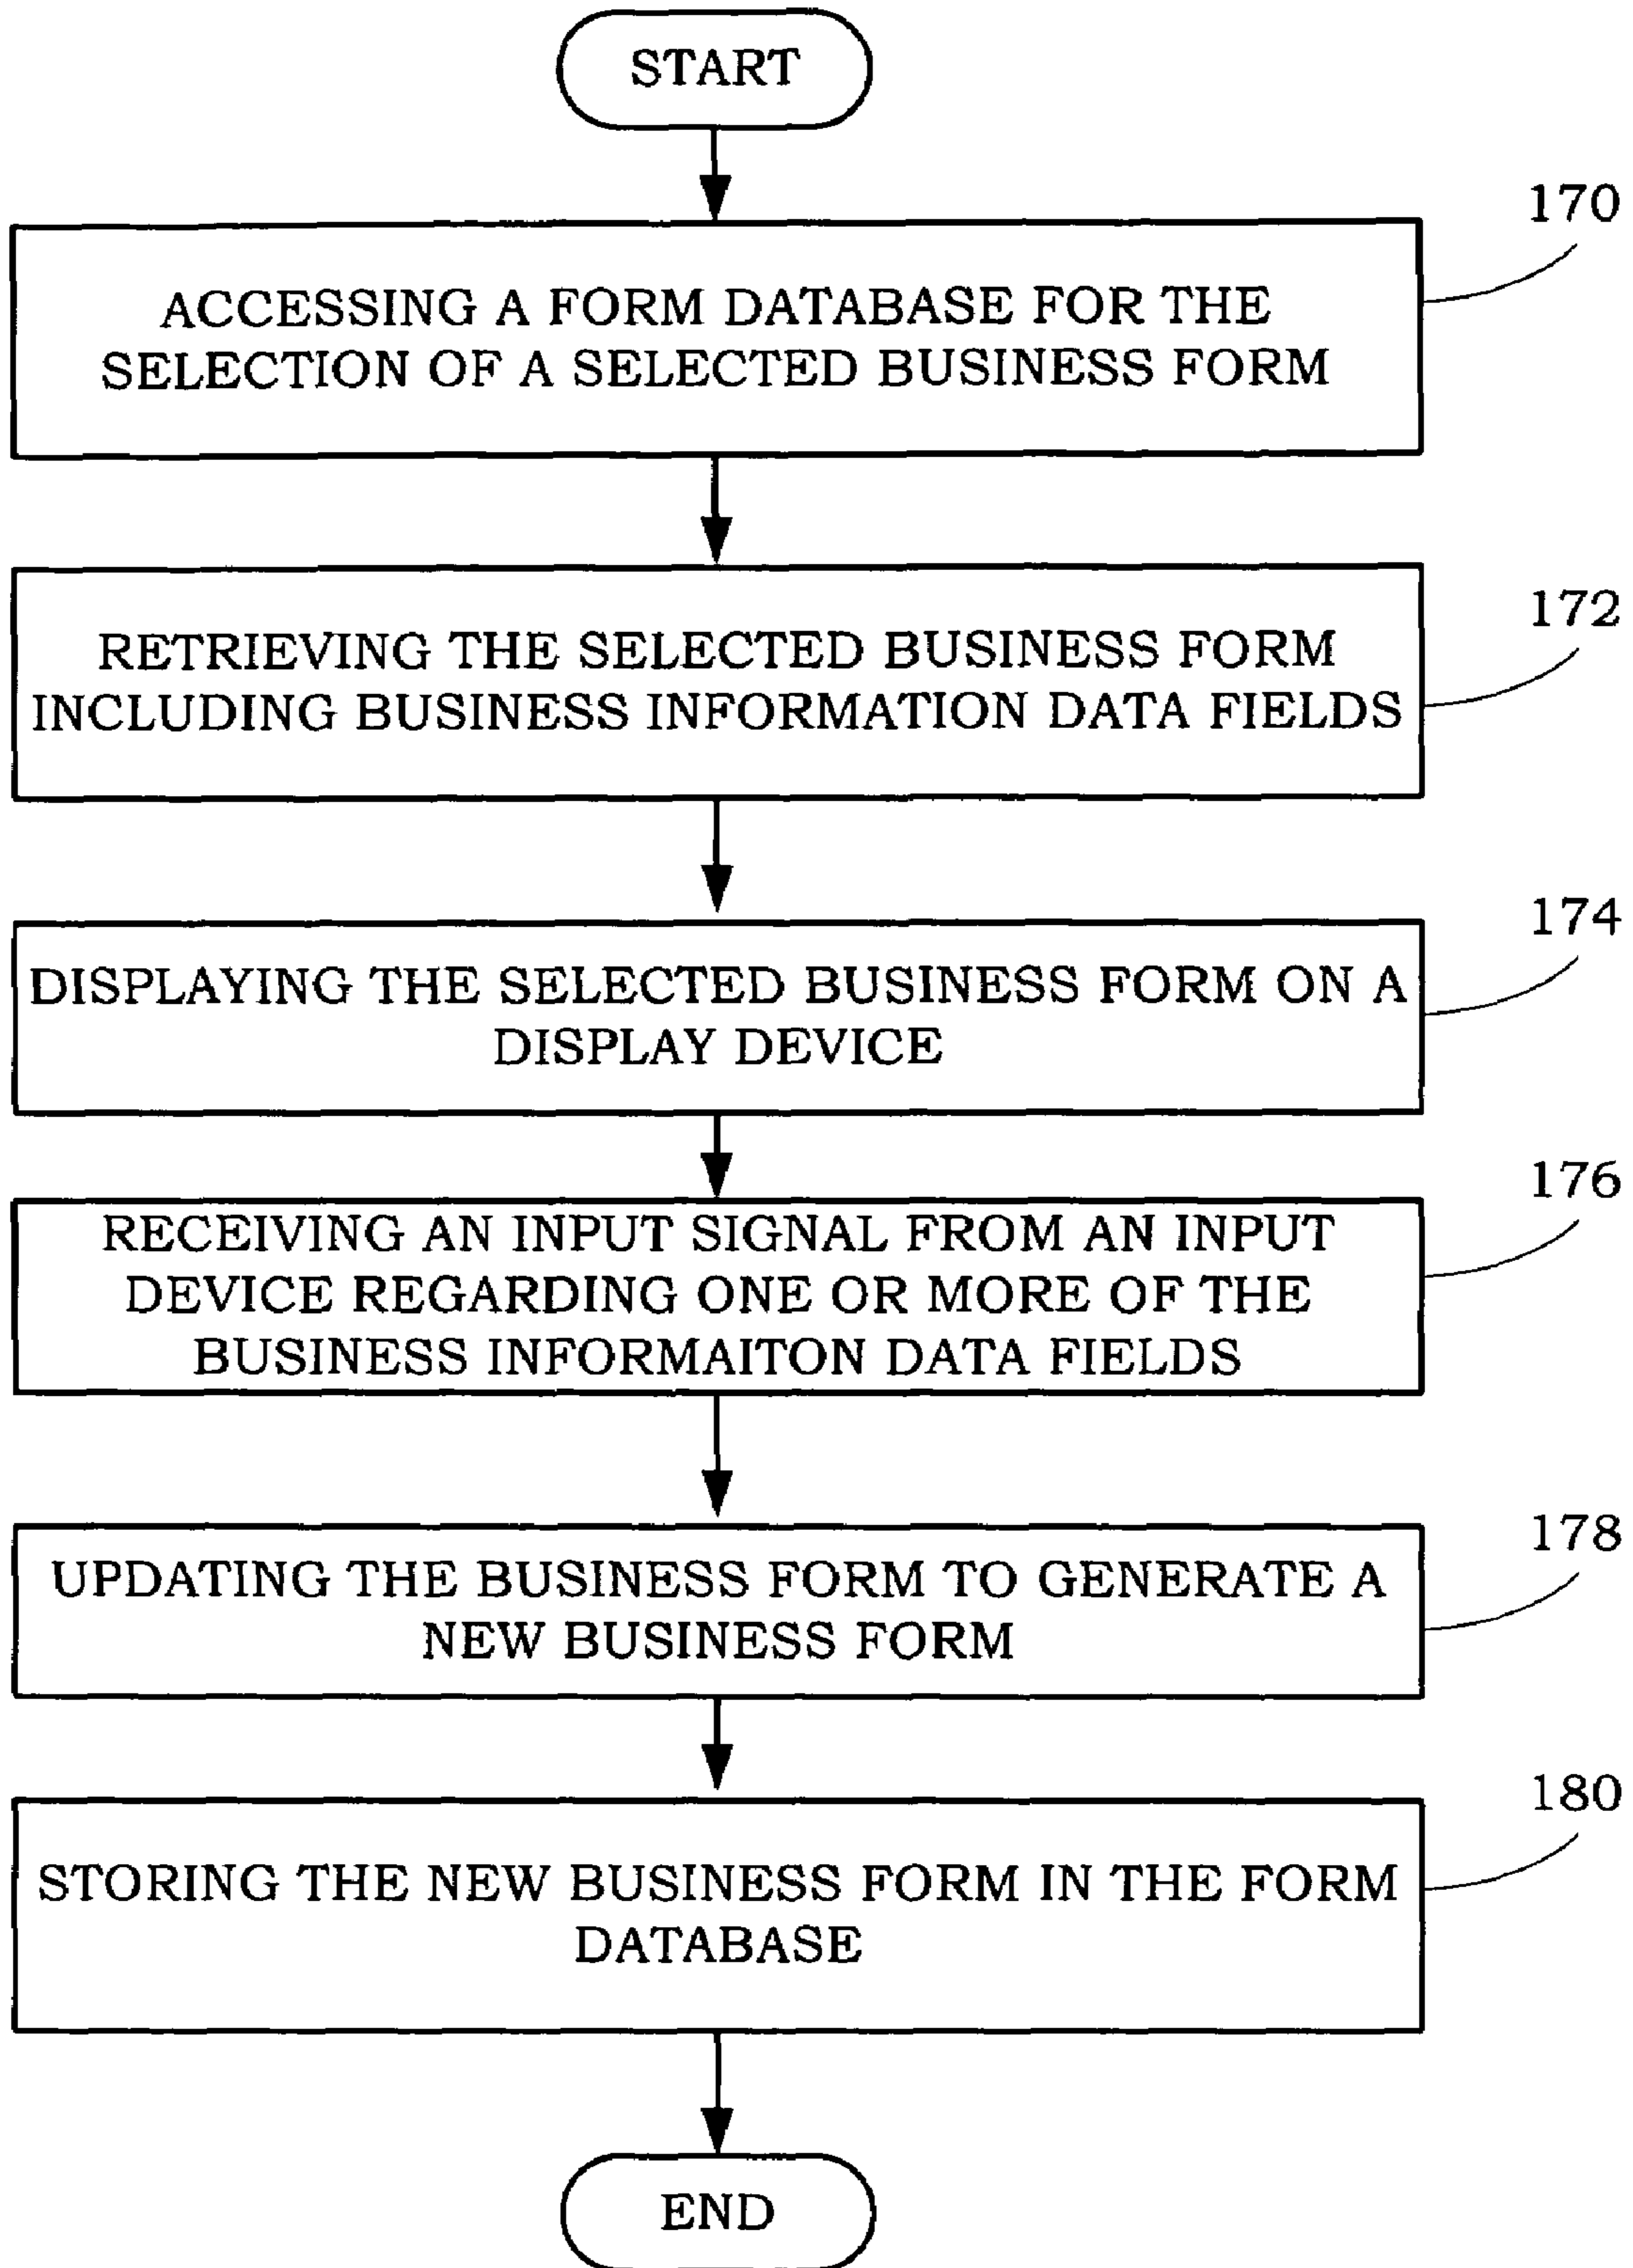 START
170
ACCESSING A FORM DATABASE FOR THE
SELECTION OF A SELECTED BUSINESS FORM
172
RETRIEVING THE SELECTED BUSINESS FORM
INCLUDING BUSINESS INFORMATION DATA FIELDS
174
DISPLAYING THE SELECTED BUSINESS FORM ON A
DISPLAY DEVICE
176
RECEIVING AN INPUT SIGNAL FROM AN INPUT
DEVICE REGARDING ONE OR MORE OF THE
BUSINESS INFORMAITON DATA FIELDS
178
UPDATING THE BUSINESS FORM TO GENERATE A
NEW BUSINESS FORM
180
STORING THE NEW BUSINESS FORM IN THE FORM
DATABASE
END